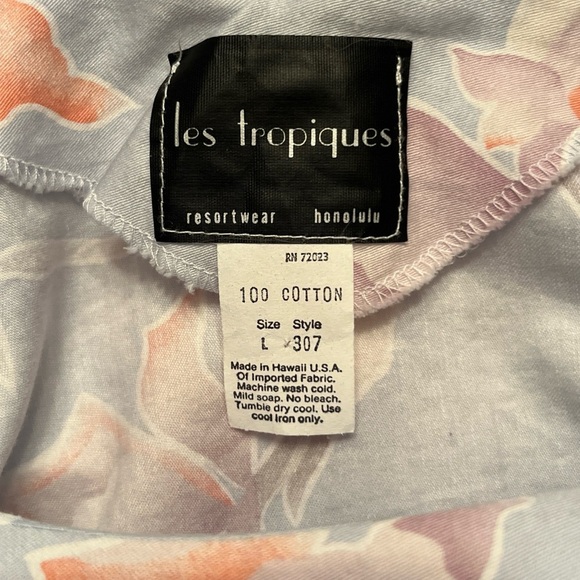 les tropiques
resortwear honolulu
RN 72023
100 COTTON
Size Style
L 307
Made in Hawaii U.S.A.
Of Imported Fabric.
Machine wash cold.
Mild soap. No bleach.
Tumble dry cool. Use
cool iron only.